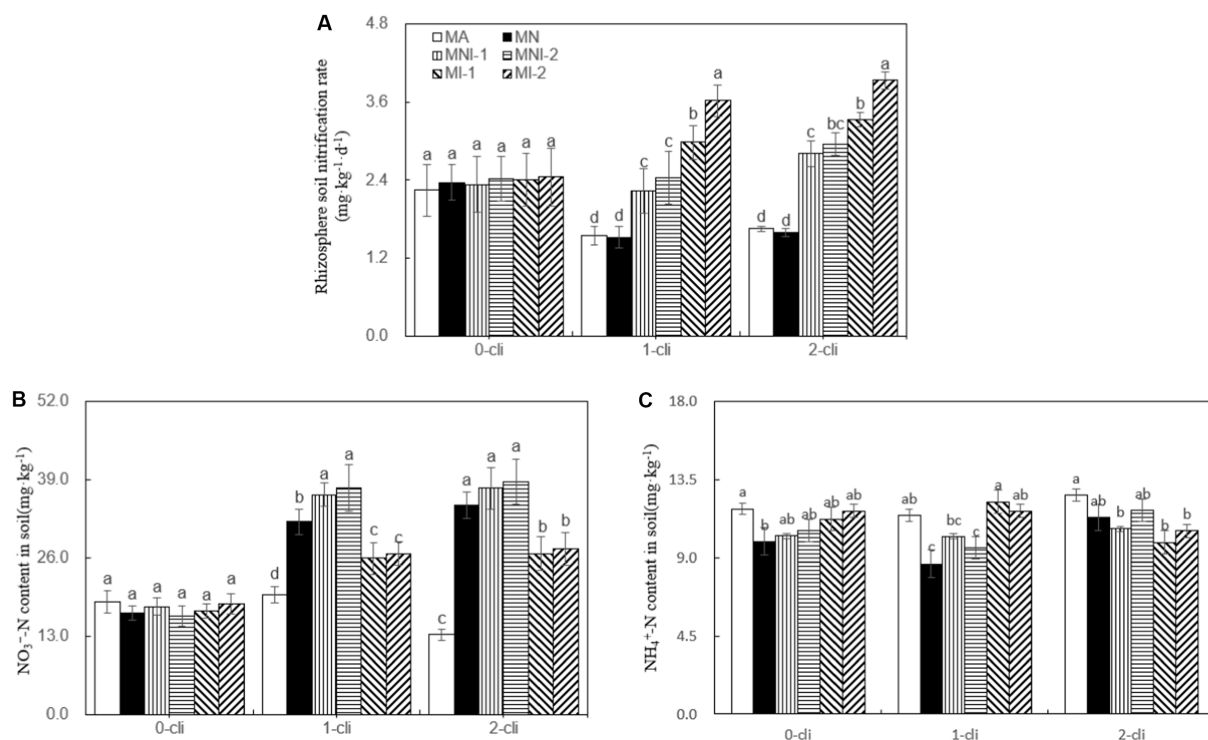 A
4.8
MA MN
MNI-1 MNI-2
MI-1 MI-2
3.6
2.4
1.2
0.0
Rhizosphere soil nitrification rate
(mg·kg⁻¹·d⁻¹)
a a a a a a
d d c c b a
d d c bc b a
0-cli 1-cli 2-cli
B
52.0
39.0
26.0
13.0
0.0
NO₃⁻-N content in soil(mg·kg⁻¹)
a a a a a a
d b a a c c
c a a a b b
0-cli 1-cli 2-cli
C
18.0
13.5
9.0
4.5
0.0
NH₄⁺-N content in soil(mg·kg⁻¹)
a b ab ab ab ab
ab c bc c a ab
a ab b ab b b
0-cli 1-cli 2-cli